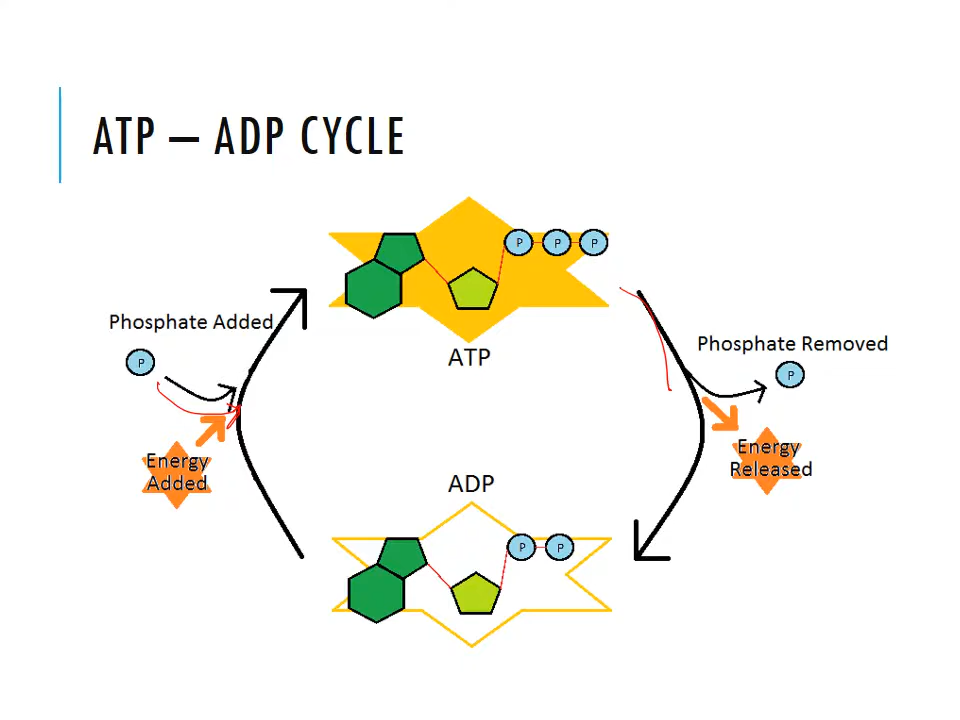 ATP – ADP CYCLE
P P P
Phosphate Added
P
ATP
Phosphate Removed
P
Energy
Added
Energy
Released
ADP
P P